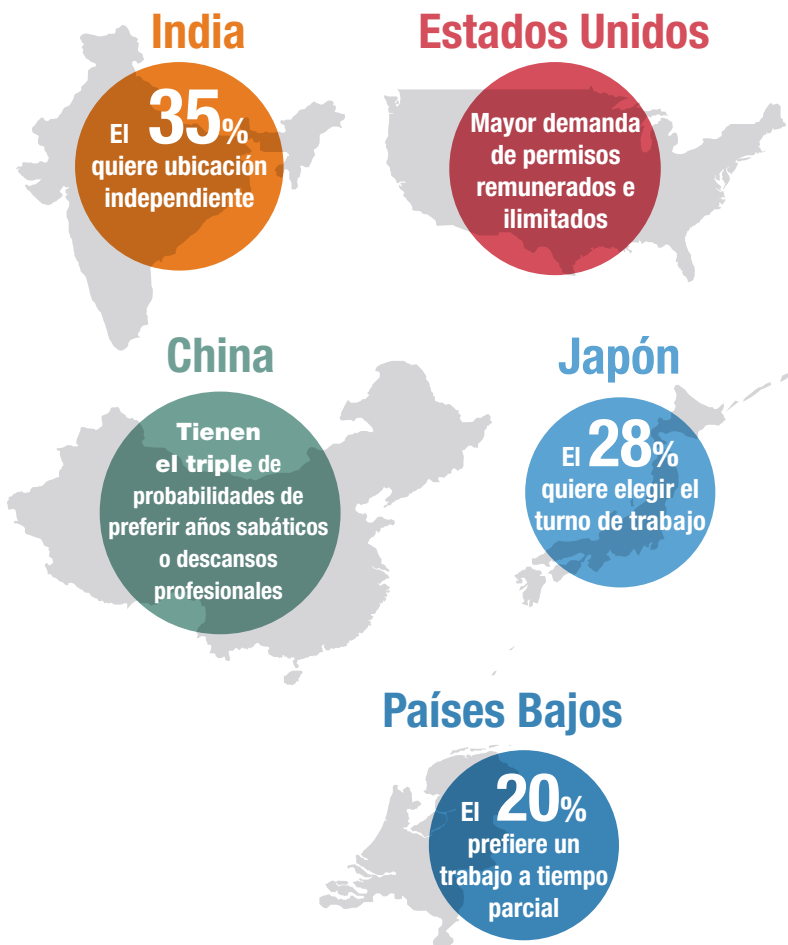 India
El 35%
quiere ubicación
independiente
Estados Unidos
Mayor demanda
de permisos
remunerados e
ilimitados
China
Tienen
el triple de
probabilidades de
preferir años sabáticos
o descansos
profesionales
Japón
El 28%
quiere elegir el
turno de trabajo
Países Bajos
El 20%
prefiere un
trabajo a tiempo
parcial